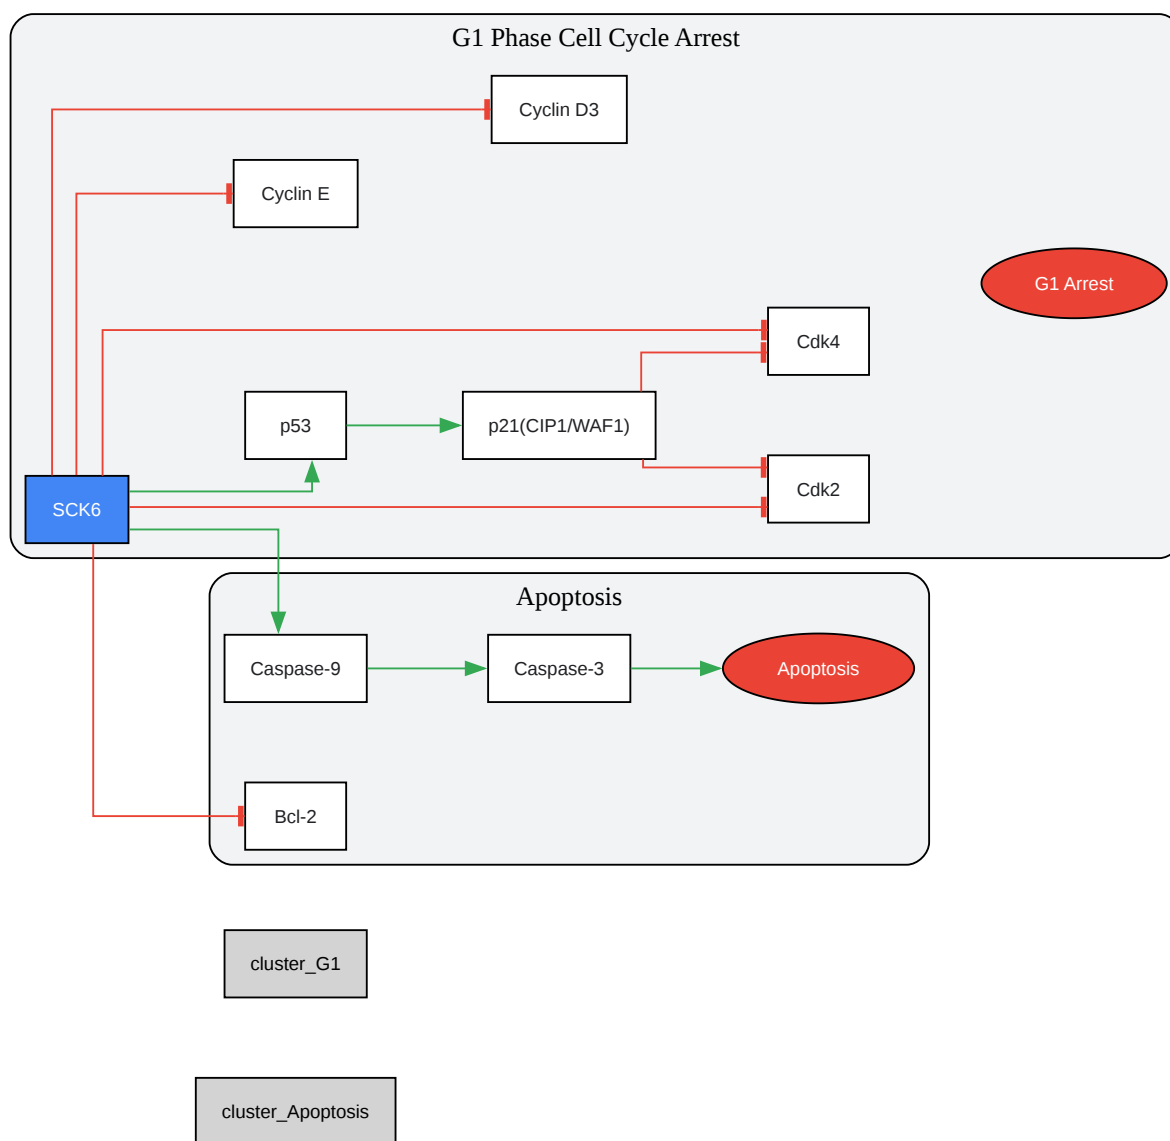 G1 Phase Cell Cycle Arrest
Cyclin D3
Cyclin E
G1 Arrest
Cdk4
p53
p21(CIP1/WAF1)
Cdk2
SCK6
Apoptosis
Caspase-9
Caspase-3
Apoptosis
Bcl-2
cluster_G1
cluster_Apoptosis